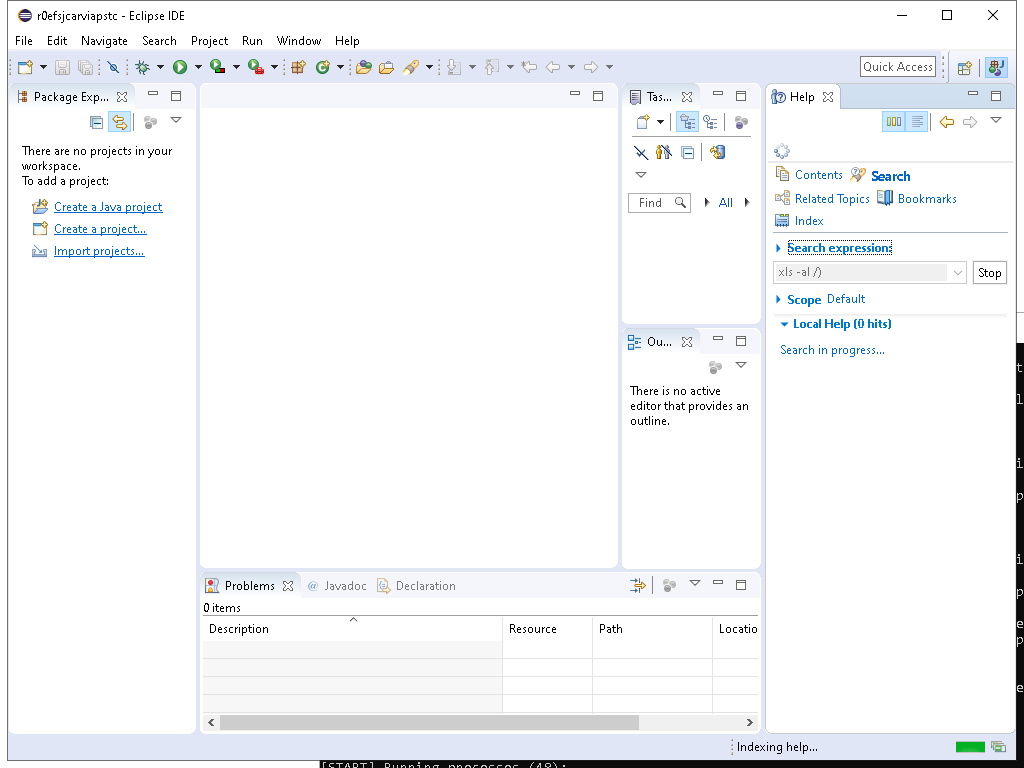 r0efsjcarviapstc - Eclipse IDE
File Edit Navigate Search Project Run Window Help
Quick Access
Package Exp...
There are no projects in your
workspace.
To add a project:
Create a Java project
Create a project...
Import projects...
Tas...
Find
All
Ou...
There is no active
editor that provides an
outline.
Help
Contents Search
Related Topics Bookmarks
Index
Search expression:
xls -al /)
Stop
Scope Default
Local Help (0 hits)
Search in progress...
Problems @ Javadoc Declaration
0 items
Description Resource Path Locatio
Indexing help...
[START] Running processes (48):